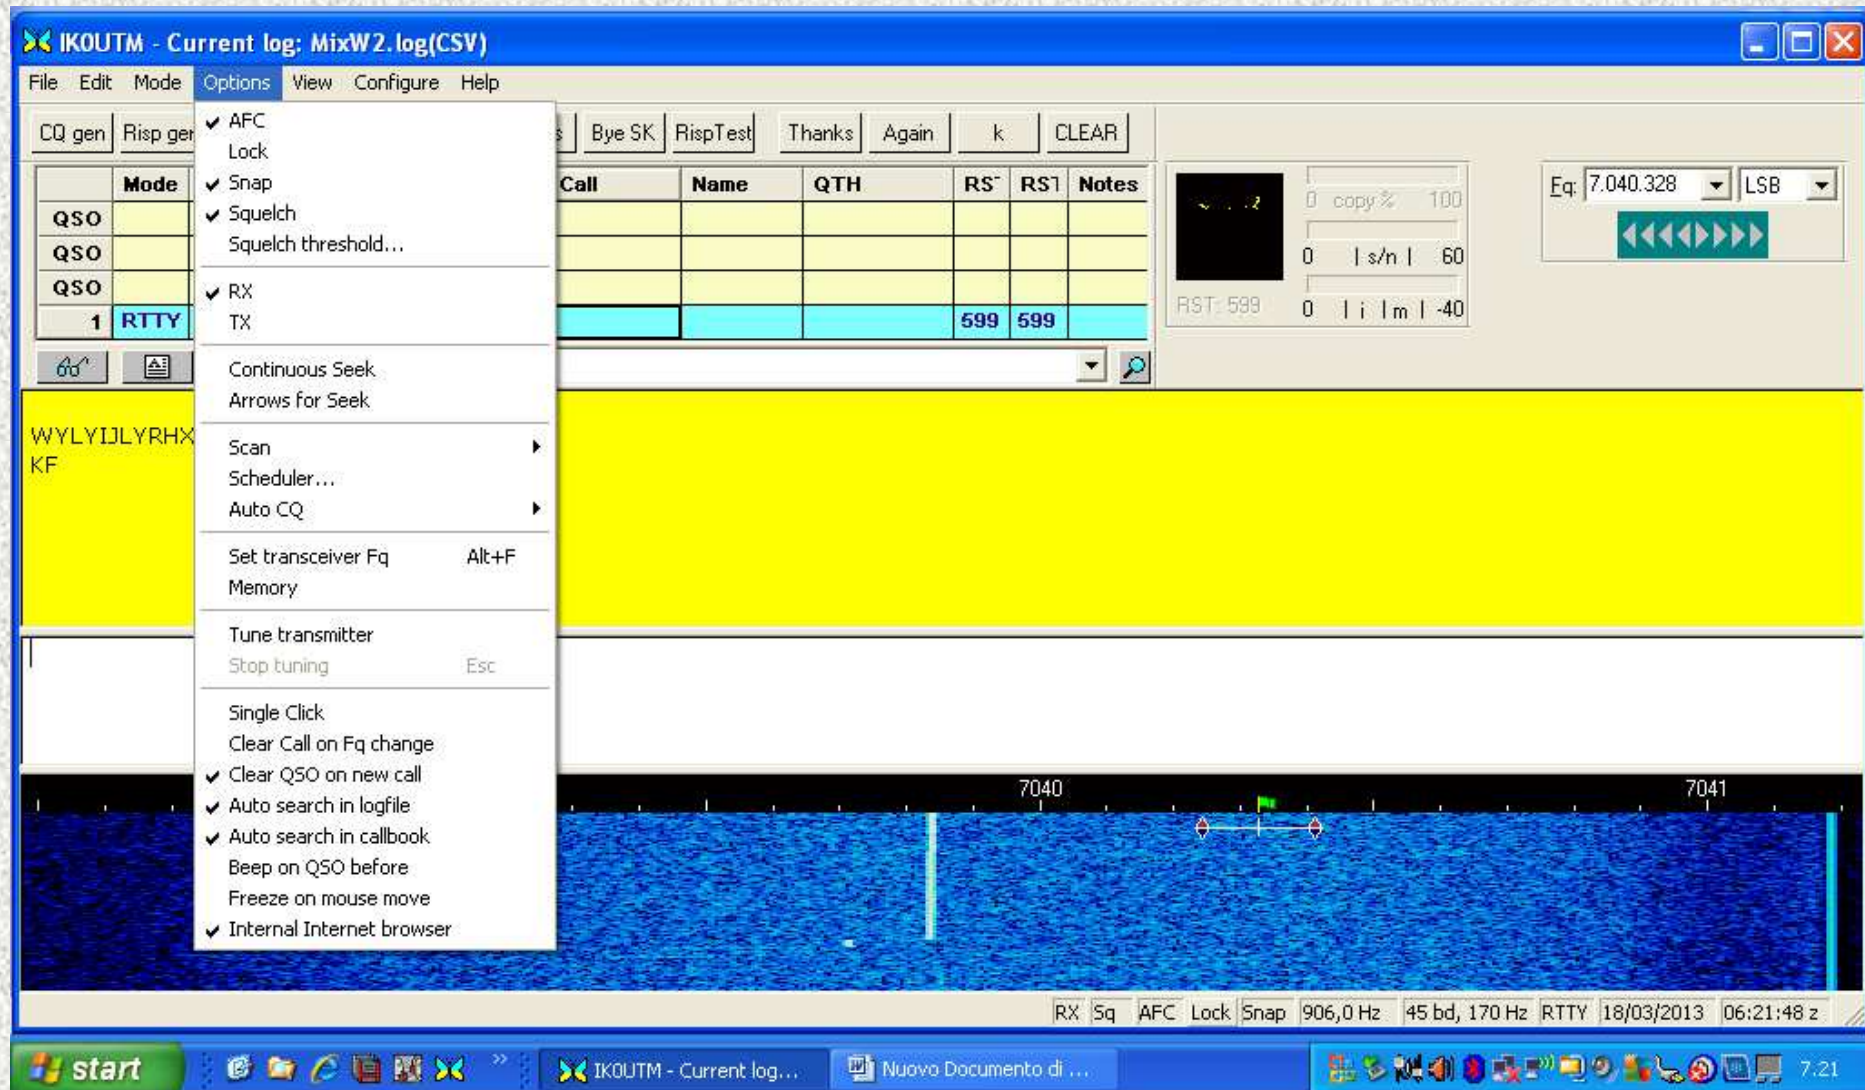 IK0UTM - Current log: MixW2.log(CSV)
File Edit Mode Options View Configure Help
CQ gen Risp ger Bye SK RispTest Thanks Again k CLEAR
Mode Call Name QTH RS RST Notes
QSO
QSO
QSO
1 RTTY 599 599
AFC
Lock
Snap
Squelch
Squelch threshold...
RX
TX
Continuous Seek
Arrows for Seek
Scan
Scheduler...
Auto CQ
Set transceiver Fq Alt+F
Memory
Tune transmitter
Stop tuning Esc
Single Click
Clear Call on Fq change
Clear QSO on new call
Auto search in logfile
Auto search in callbook
Beep on QSO before
Freeze on mouse move
Internal Internet browser
0 copy% 100
0 | s/n | 60
RST: 599 0 | i | m | -40
Fq: 7.040.328 LSB
WYLYIJLYRHX
KF
7040 7041
RX Sq AFC Lock Snap 906,0 Hz 45 bd, 170 Hz RTTY 18/03/2013 06:21:48 z
start IK0UTM - Current log... Nuovo Documento di ... 7.21